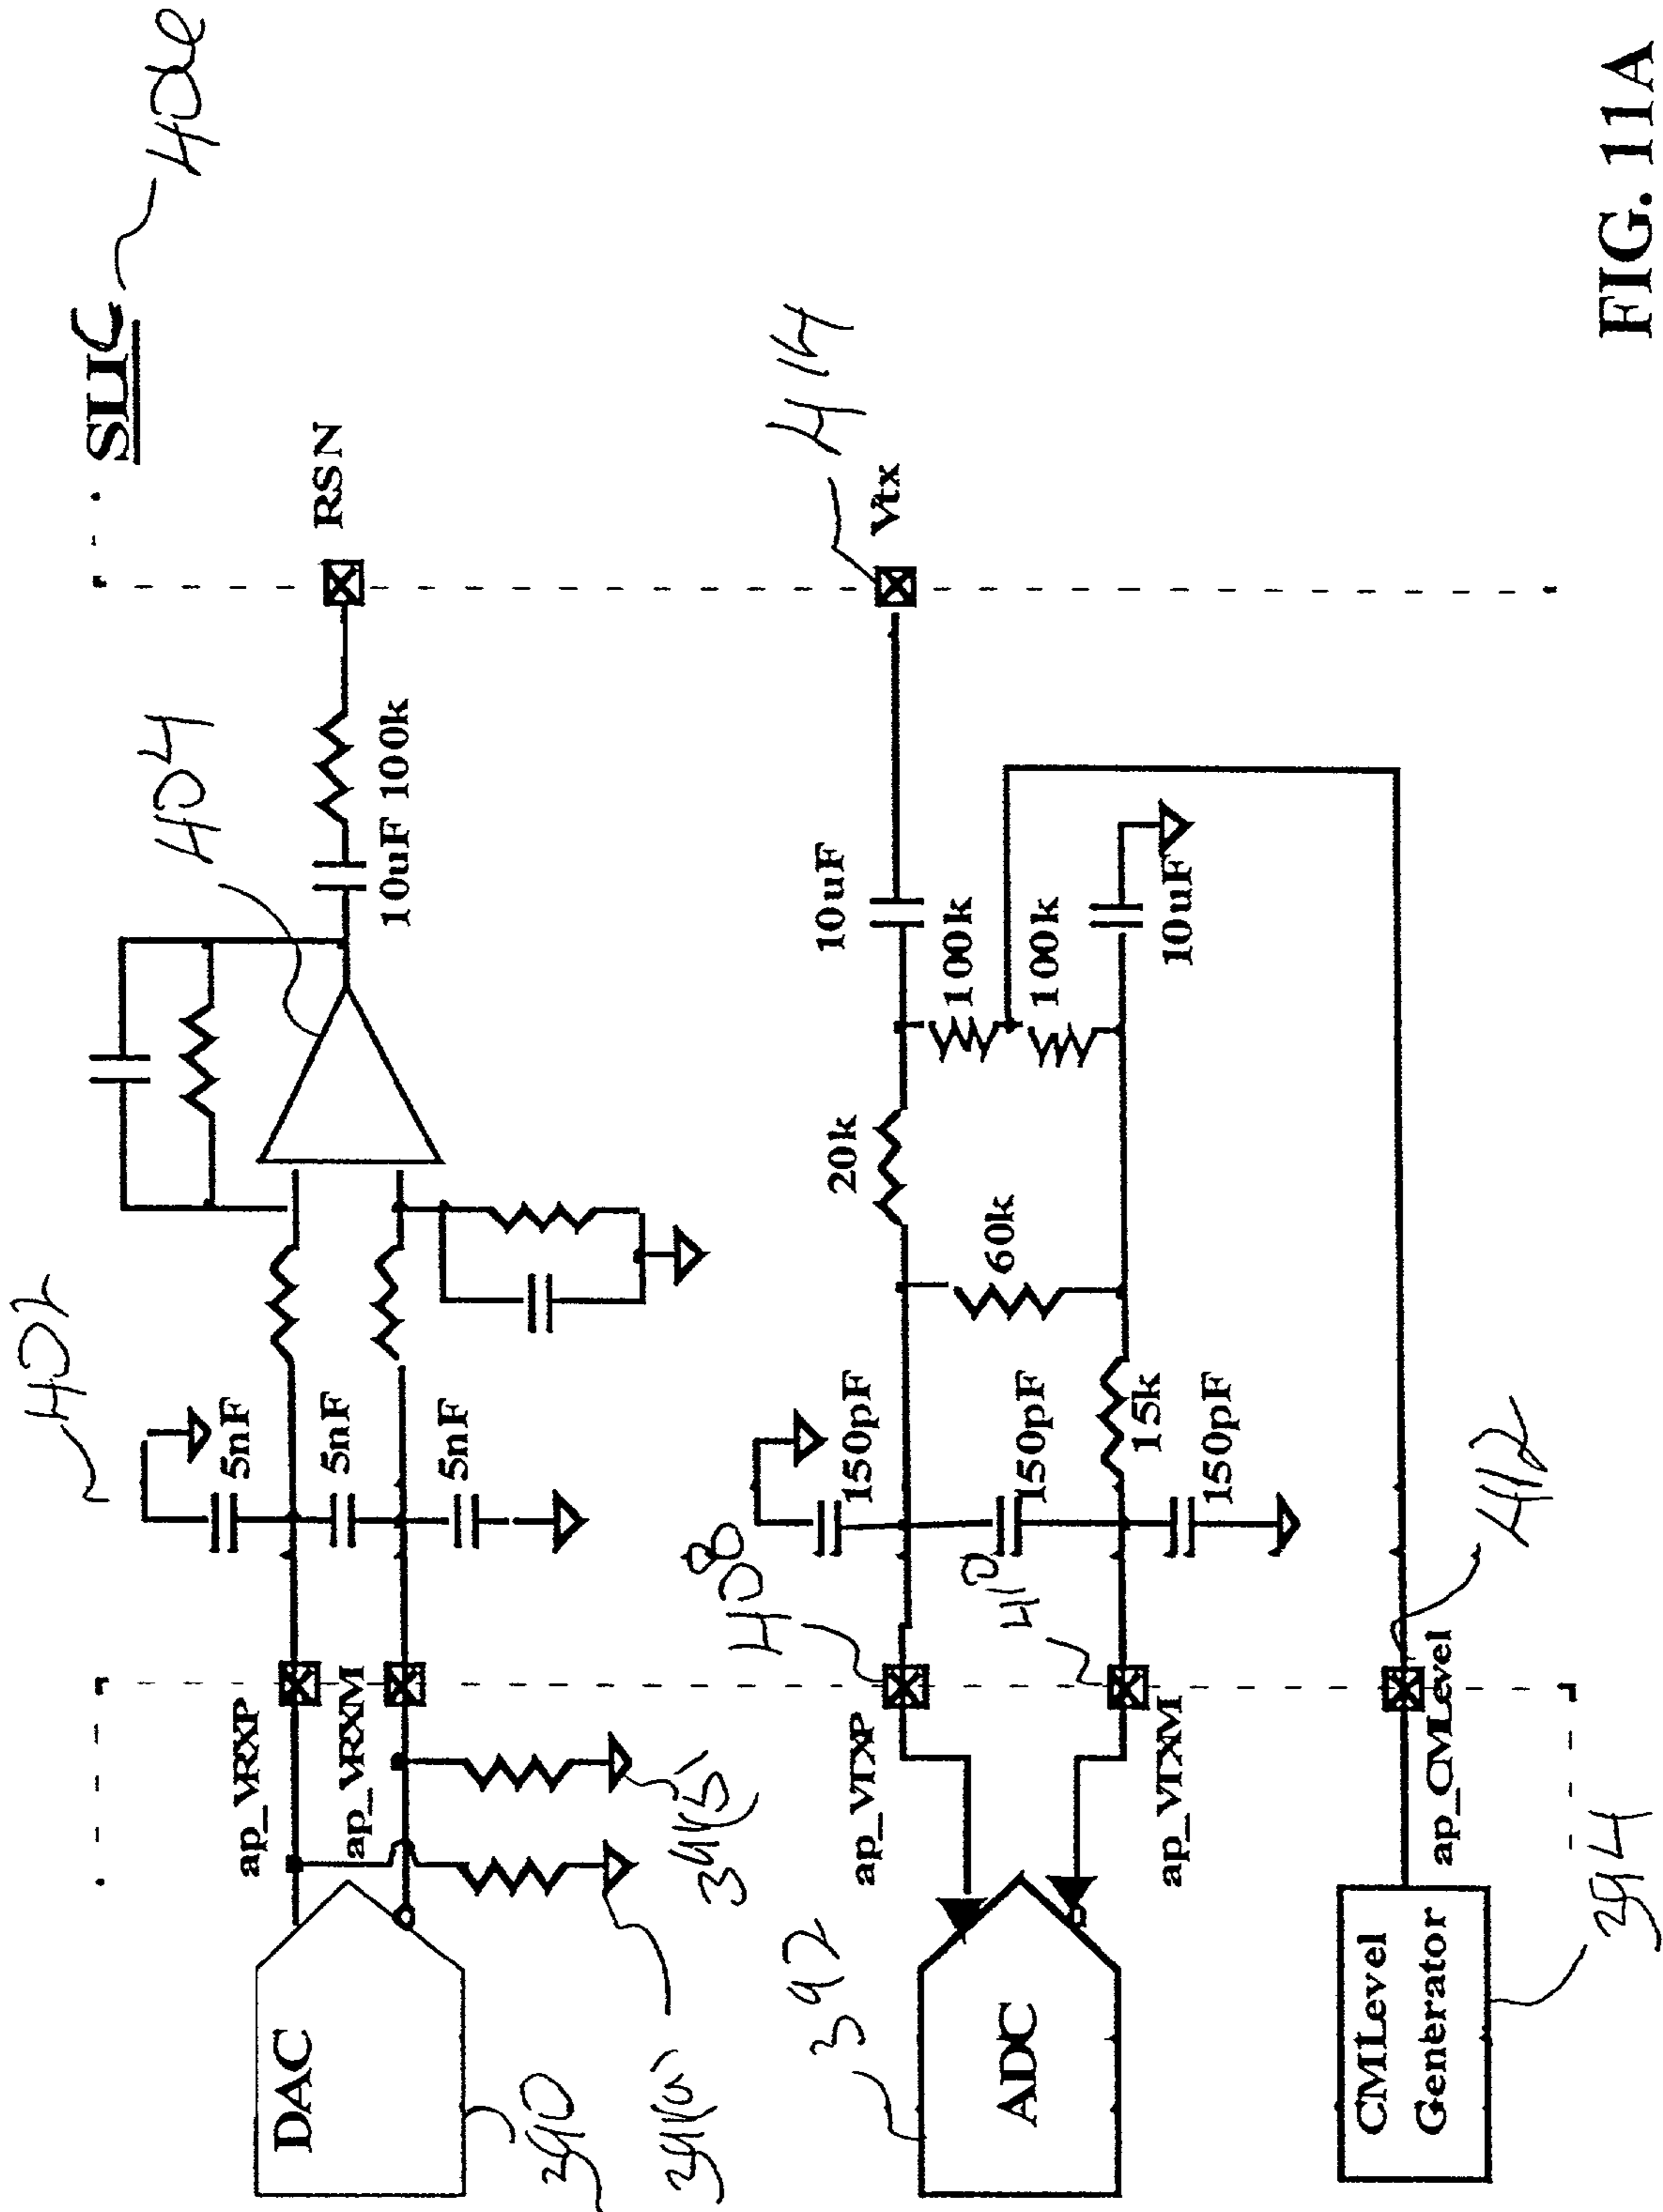 SLIC
406
402
404
5nF
5nF
5nF
10uF 100k
RSN
ap_VRXP
ap_VRXM
DAC
390
391(a)
391(b)
408
410
150pF
150pF
150pF
15k
20k
60k
10uF
100k
100k
10uF
Vtx
414
ap_VTXP
ap_VTXM
ADC
392
412
ap_CMLevel
CMLevel
Generator
394
FIG. 11A